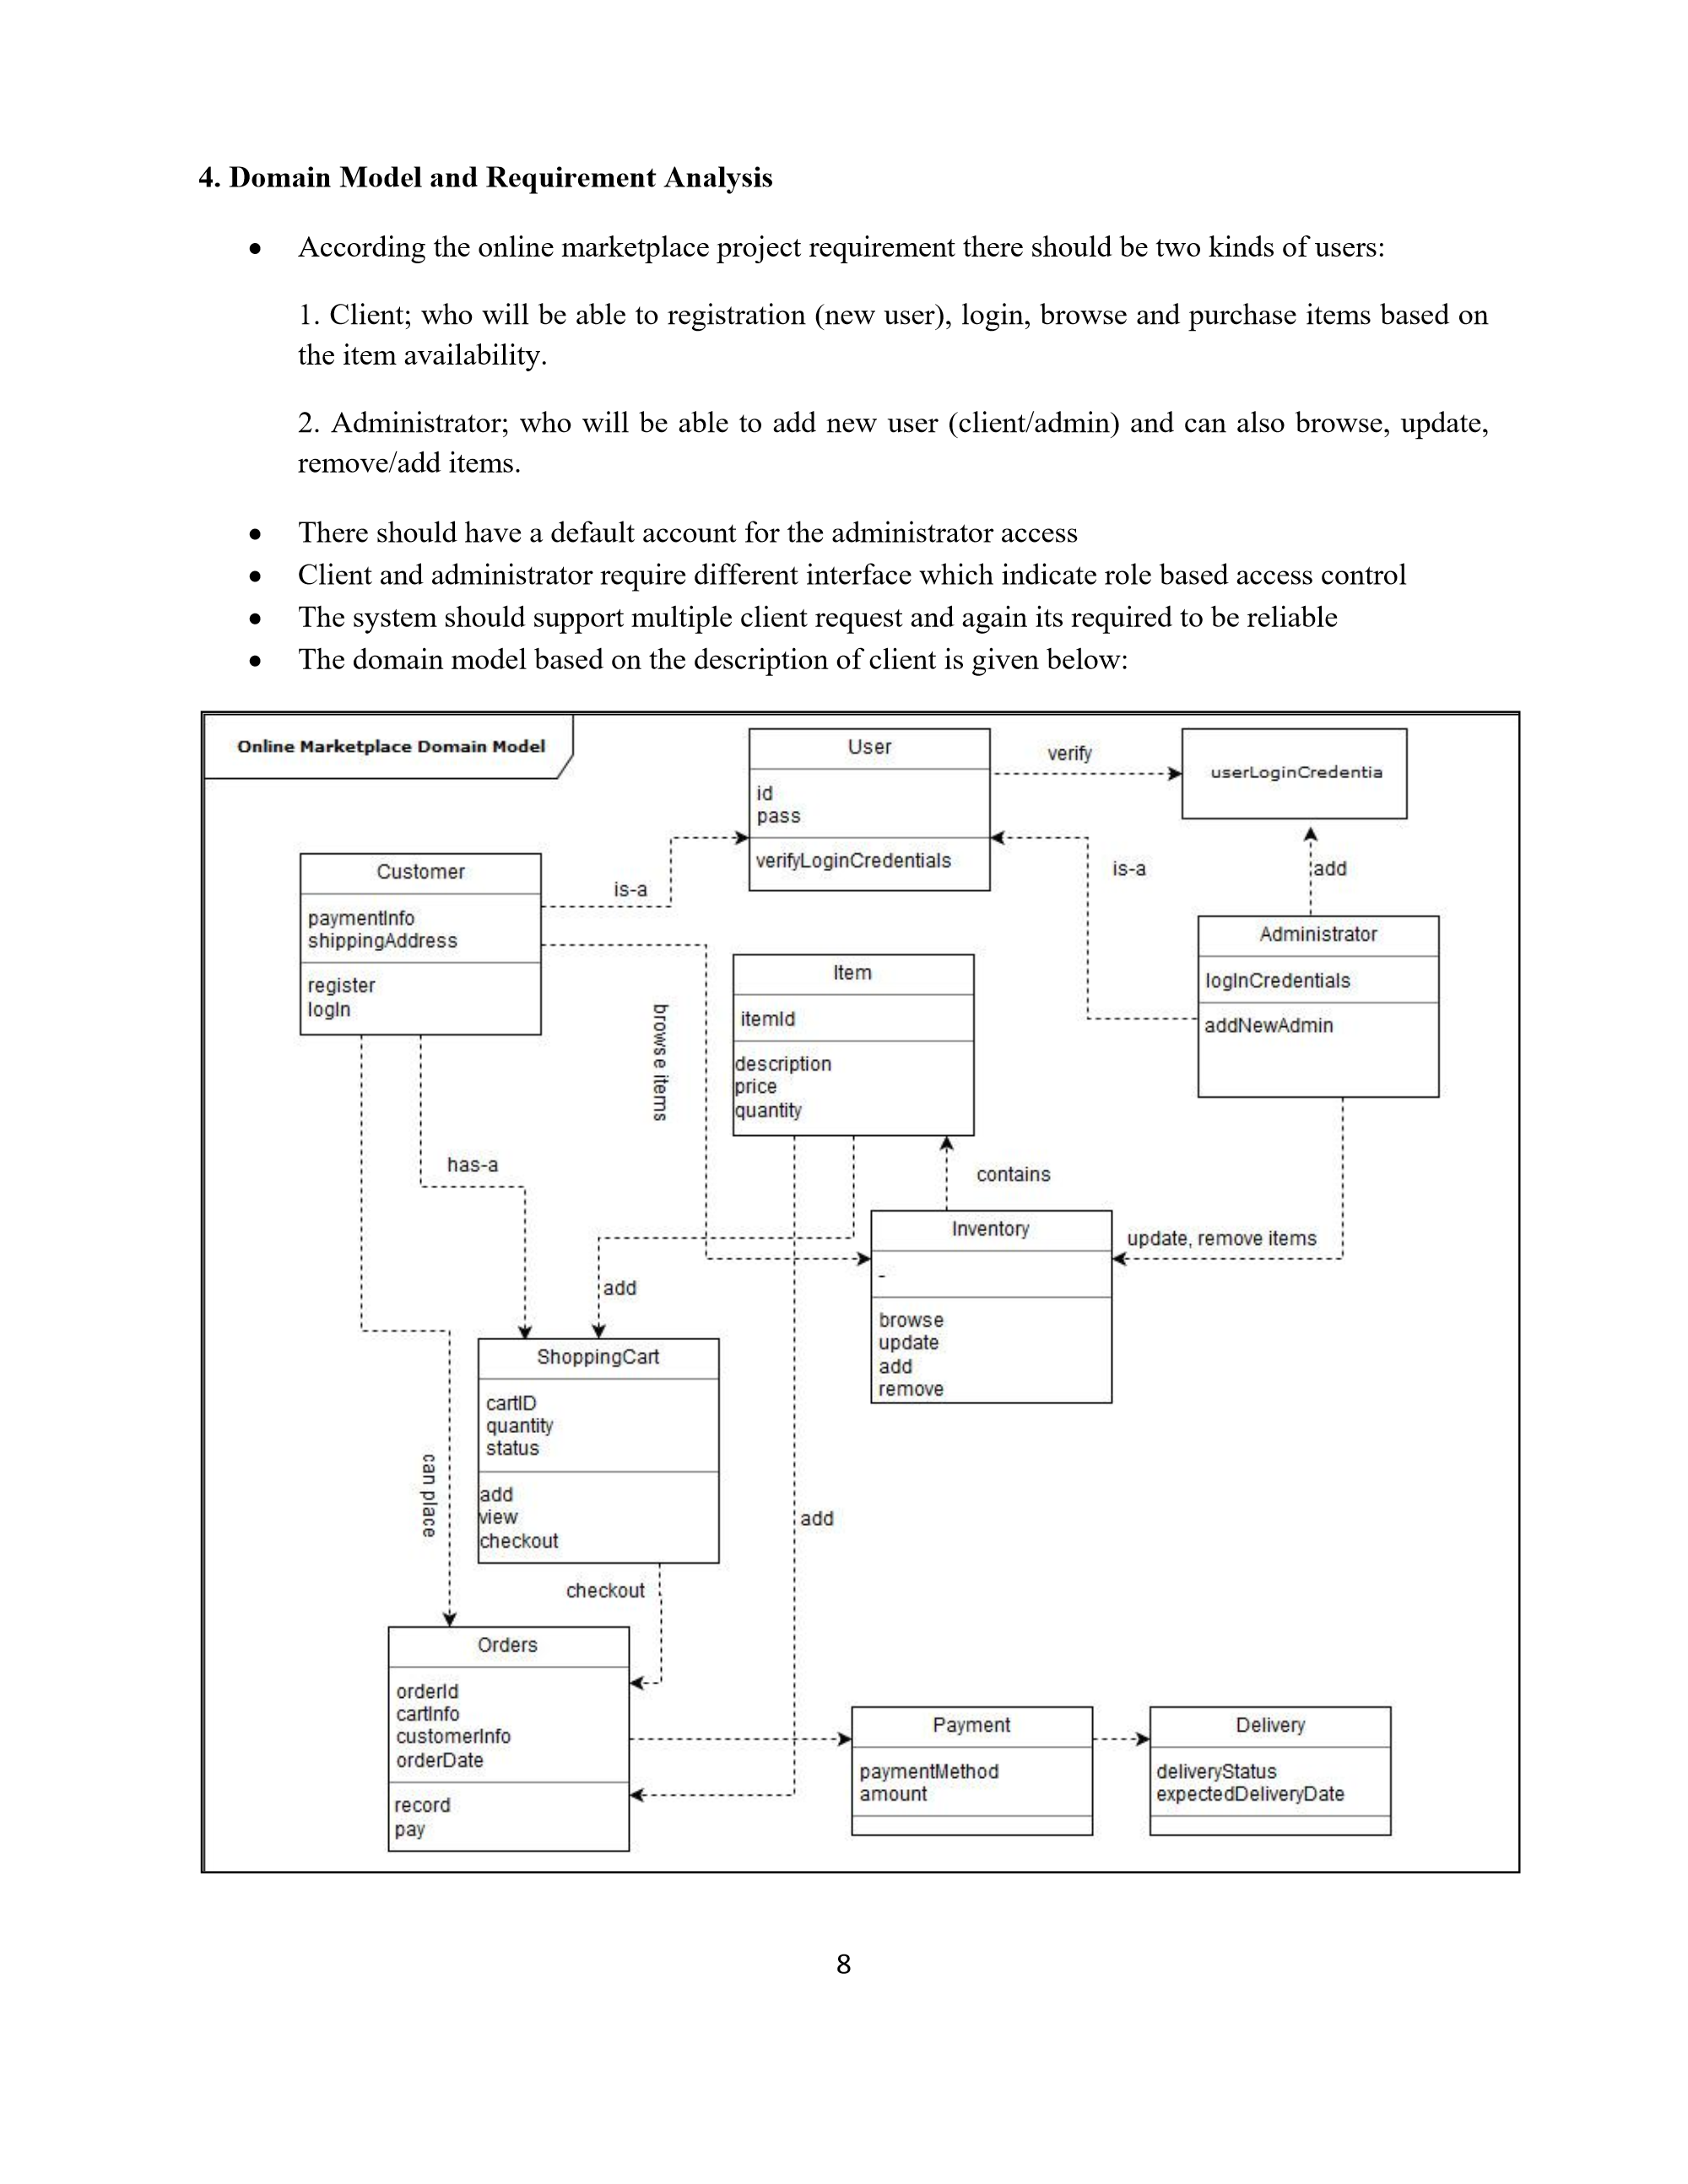 4. Domain Model and Requirement Analysis
• According the online marketplace project requirement there should be two kinds of users:
1. Client; who will be able to registration (new user), login, browse and purchase items based on
the item availability.
2. Administrator; who will be able to add new user (client/admin) and can also browse, update,
remove/add items.
• There should have a default account for the administrator access
• Client and administrator require different interface which indicate role based access control
• The system should support multiple client request and again its required to be reliable
• The domain model based on the description of client is given below:
Online Marketplace Domain Model
User
id
pass
verifyLoginCredentials
verify
userLoginCredentia
Customer
paymentInfo
shippingAddress
register
logIn
is-a
is-a
add
Administrator
logInCredentials
addNewAdmin
Item
itemId
description
price
quantity
browse items
has-a
contains
Inventory
-
browse
update
add
remove
update, remove items
add
ShoppingCart
cartID
quantity
status
add
view
checkout
can place
add
checkout
Orders
orderId
cartInfo
customerInfo
orderDate
record
pay
Payment
paymentMethod
amount
Delivery
deliveryStatus
expectedDeliveryDate
8